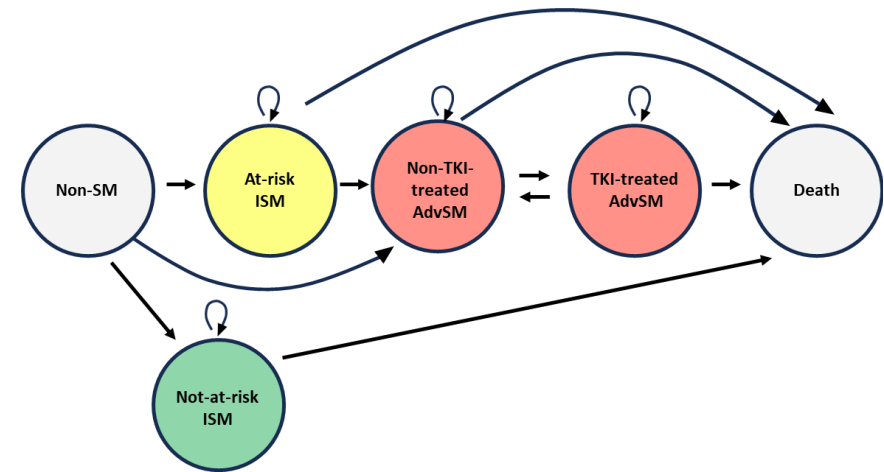 Non-SM
At-risk
ISM
Non-TKI-
treated
AdvSM
TKI-treated
AdvSM
Death
Not-at-risk
ISM